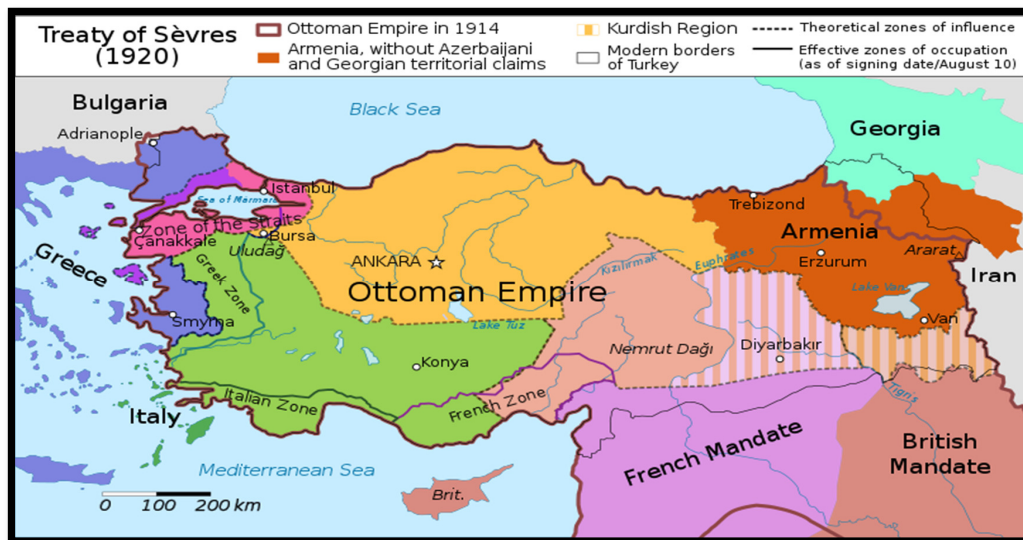 Treaty of Sèvres
(1920)
Ottoman Empire in 1914
Armenia, without Azerbaijani
and Georgian territorial claims
Kurdish Region
Modern borders
of Turkey
Theoretical zones of influence
Effective zones of occupation
(as of signing date/August 10)
Bulgaria
Adrianople
Black Sea
Georgia
Istanbul
Sea of Marmara
Zone of the Straits
Çanakkale
Bursa
Uludağ
Trebizond
Armenia
Erzurum
Ararat
Iran
Greece
Greek Zone
ANKARA
Ottoman Empire
Kızılırmak
Euphrates
Lake Van
Van
Smyrna
Lake Tuz
Konya
Nemrut Dağı
Diyarbakır
Tigris
Italy
Italian Zone
French Zone
French Mandate
British
Mandate
Mediterranean Sea
Brit.
0 100 200 km